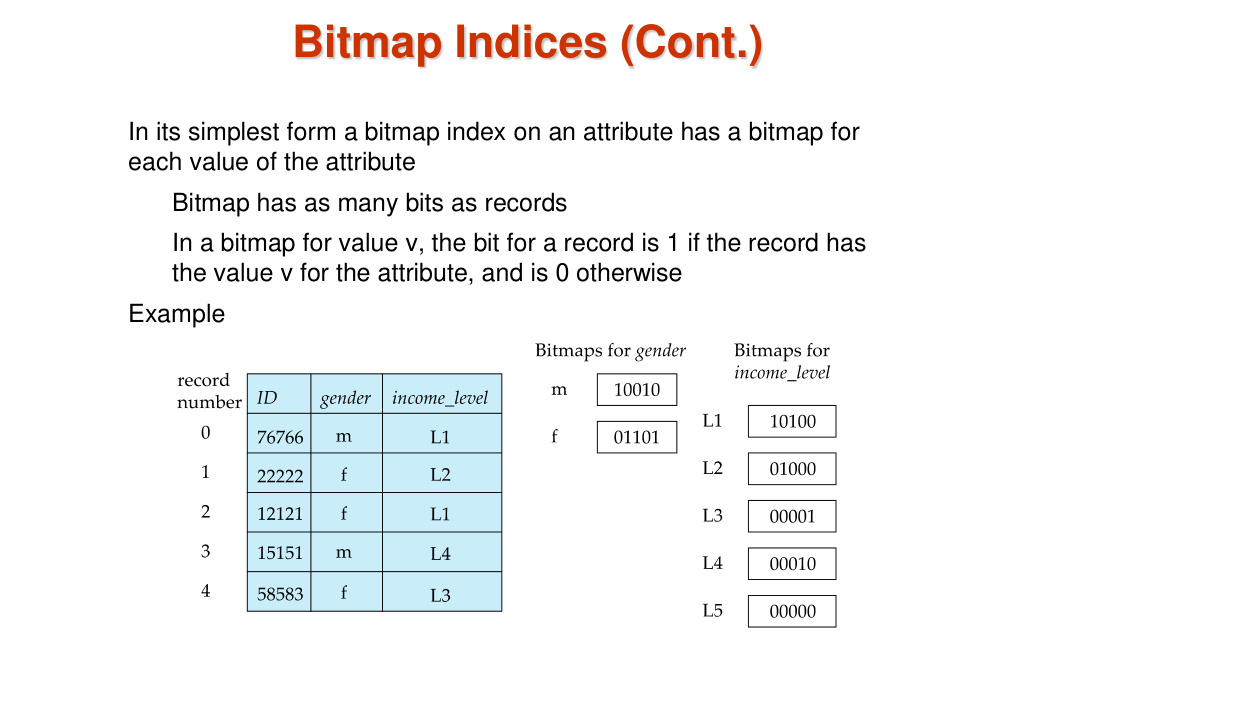 Bitmap Indices (Cont.)
In its simplest form a bitmap index on an attribute has a bitmap for
each value of the attribute
Bitmap has as many bits as records
In a bitmap for value v, the bit for a record is 1 if the record has
the value v for the attribute, and is 0 otherwise
Example
record
number
ID gender income_level
0 76766 m L1
1 22222 f L2
2 12121 f L1
3 15151 m L4
4 58583 f L3
Bitmaps for gender
m 10010
f 01101
Bitmaps for
income_level
L1 10100
L2 01000
L3 00001
L4 00010
L5 00000